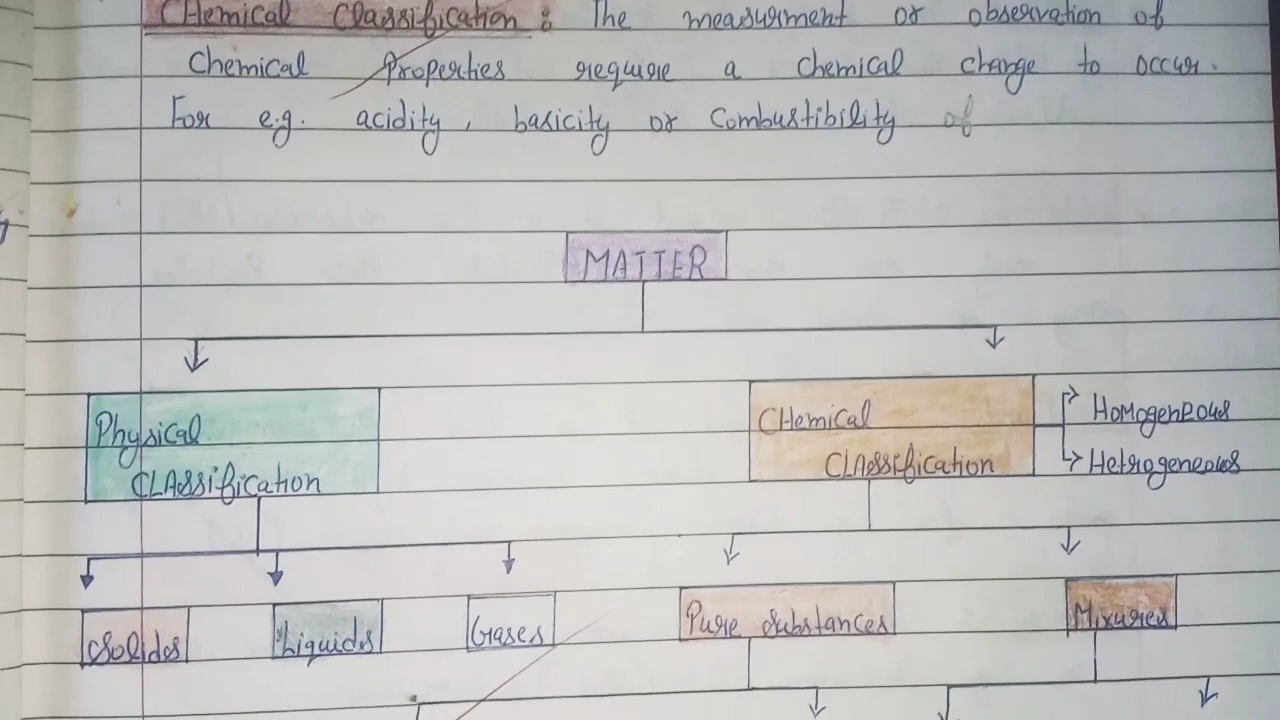 CHemical Classification : The measurment or observation of
Chemical Properties require a chemical change to occur.
For e.g. acidity, basicity or Combustibility of
MATTER
Physical
CLAssification
CHemical
ClAssification
HoMogeneous
Hetrogeneous
Solids
Liquids
Gases
Pure Substances
Mixures